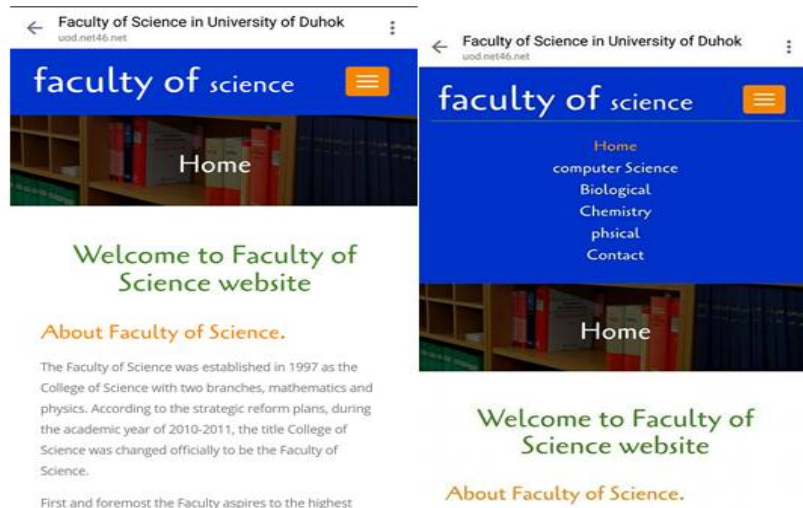 Faculty of Science in University of Duhok
uod.net46.net
faculty of science
Home
Welcome to Faculty of
Science website
About Faculty of Science.
The Faculty of Science was established in 1997 as the
College of Science with two branches, mathematics and
physics. According to the strategic reform plans, during
the academic year of 2010-2011, the title College of
Science was changed officially to be the Faculty of
Science.
First and foremost the Faculty aspires to the highest
Faculty of Science in University of Duhok
uod.net46.net
faculty of science
Home
computer Science
Biological
Chemistry
phsical
Contact
Home
Welcome to Faculty of
Science website
About Faculty of Science.